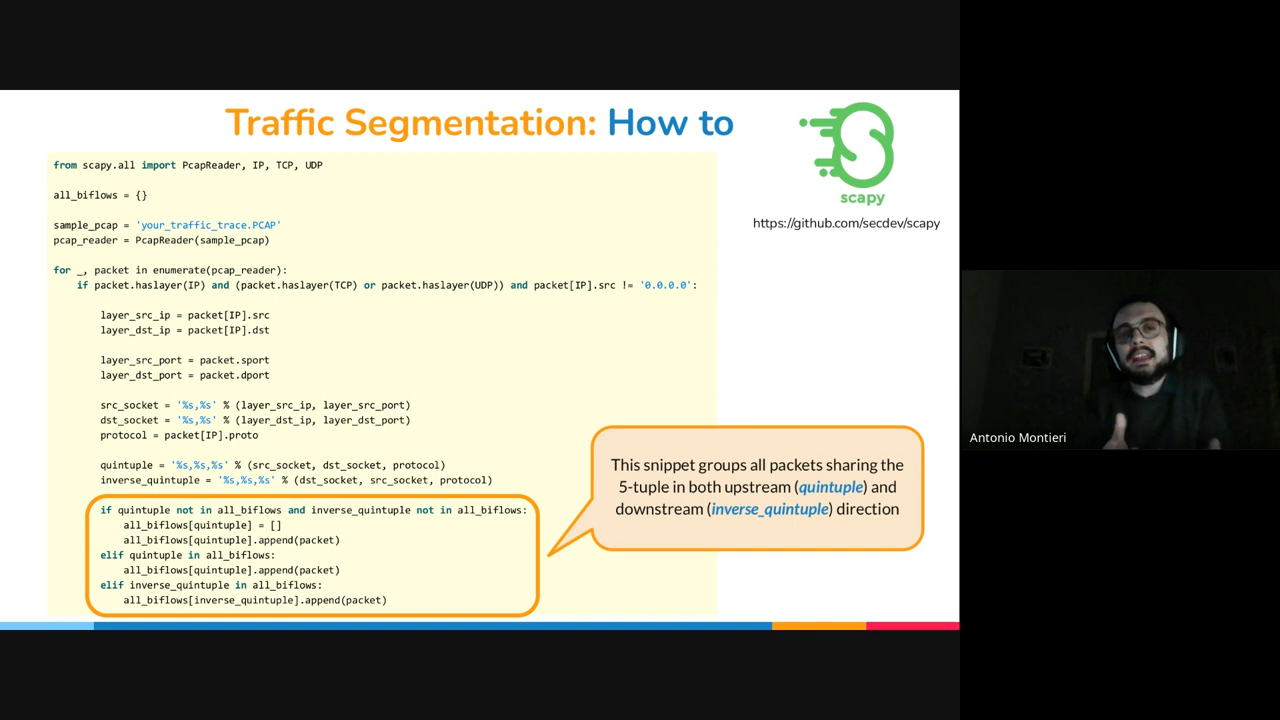 Traffic Segmentation: How to
from scapy.all import PcapReader, IP, TCP, UDP
all_biflows = {}
sample_pcap = 'your_traffic_trace.PCAP'
pcap_reader = PcapReader(sample_pcap)
for _, packet in enumerate(pcap_reader):
if packet.haslayer(IP) and (packet.haslayer(TCP) or packet.haslayer(UDP)) and packet[IP].src != '0.0.0.0':
layer_src_ip = packet[IP].src
layer_dst_ip = packet[IP].dst
layer_src_port = packet.sport
layer_dst_port = packet.dport
src_socket = '%s,%s' % (layer_src_ip, layer_src_port)
dst_socket = '%s,%s' % (layer_dst_ip, layer_dst_port)
protocol = packet[IP].proto
quintuple = '%s,%s,%s' % (src_socket, dst_socket, protocol)
inverse_quintuple = '%s,%s,%s' % (dst_socket, src_socket, protocol)
if quintuple not in all_biflows and inverse_quintuple not in all_biflows:
all_biflows[quintuple] = []
all_biflows[quintuple].append(packet)
elif quintuple in all_biflows:
all_biflows[quintuple].append(packet)
elif inverse_quintuple in all_biflows:
all_biflows[inverse_quintuple].append(packet)
scapy
https://github.com/secdev/scapy
This snippet groups all packets sharing the
5-tuple in both upstream (quintuple) and
downstream (inverse_quintuple) direction
Antonio Montieri